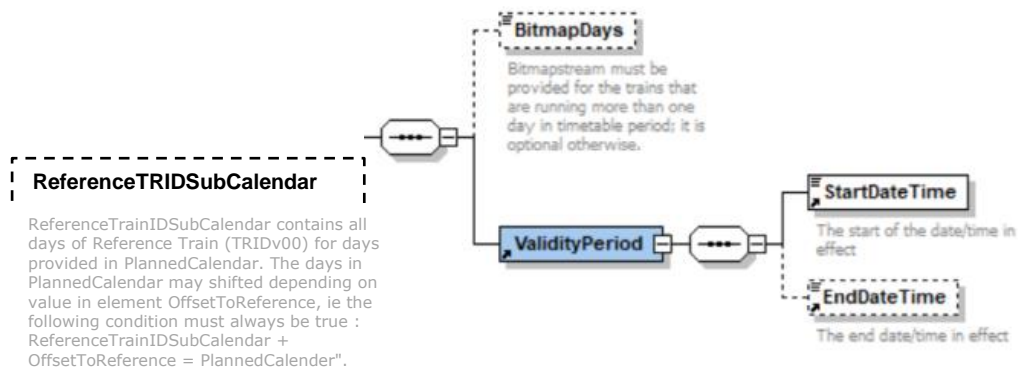 BitmapDays
Bitmapstream must be
provided for the trains that
are running more than one
day in timetable period; it is
optional otherwise.
ReferenceTRIDSubCalendar
ReferenceTrainIDSubCalendar contains all
days of Reference Train (TRIDv00) for days
provided in PlannedCalendar. The days in
PlannedCalendar may shifted depending on
value in element OffsetToReference, ie the
following condition must always be true :
ReferenceTrainIDSubCalendar +
OffsetToReference = PlannedCalender".
ValidityPeriod
StartDateTime
The start of the date/time in
effect
EndDateTime
The end date/time in effect